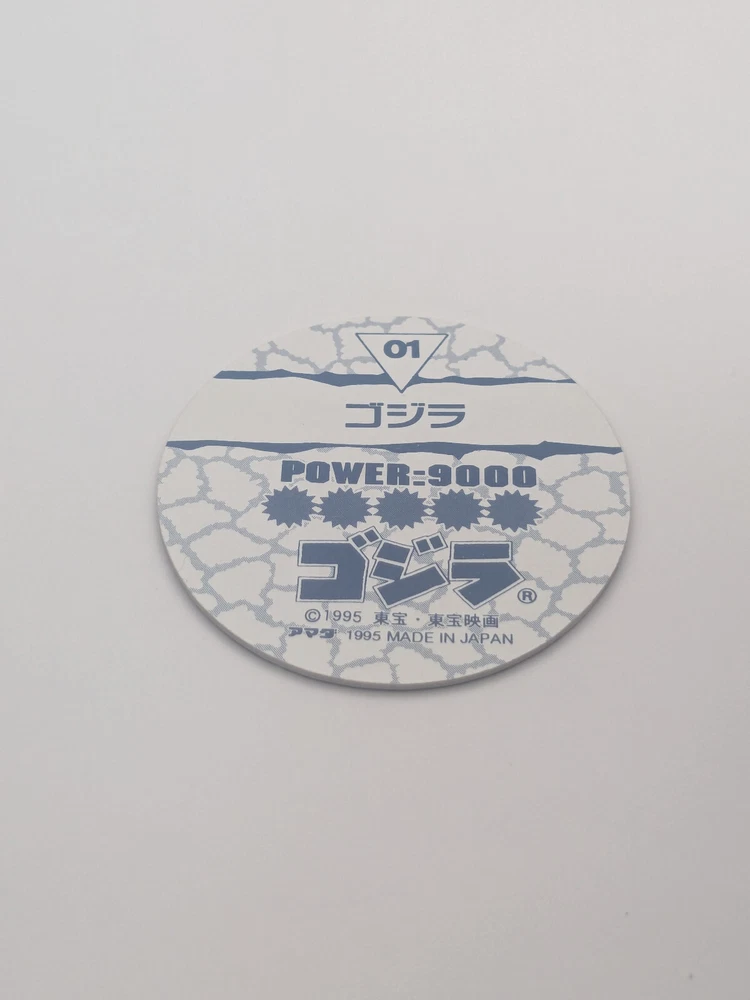 01
ゴジラ
POWER=9000
ゴジラ®
©1995 東宝・東宝映画
アマダ 1995 MADE IN JAPAN